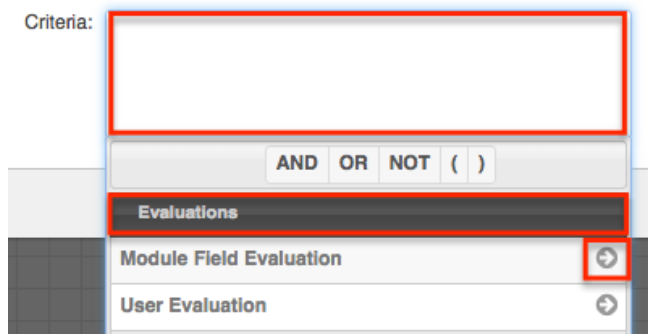 Criteria:
AND OR NOT ( )
Evaluations
Module Field Evaluation
User Evaluation